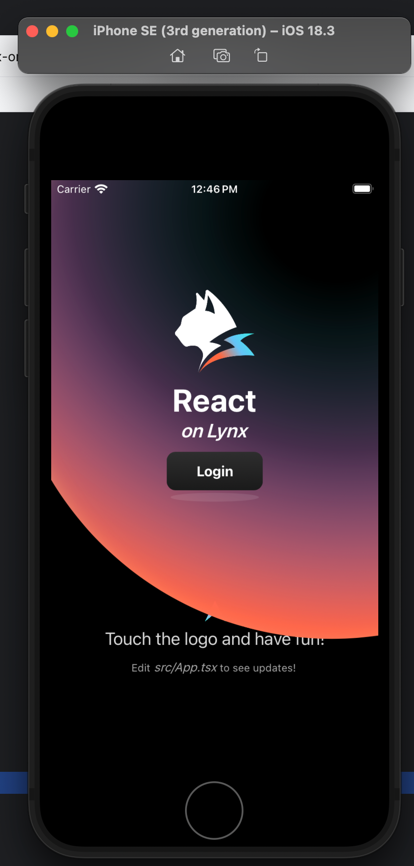 iPhone SE (3rd generation) – iOS 18.3
Carrier
12:46 PM
React
on Lynx
Login
Touch the logo and have fun!
Edit src/App.tsx to see updates!